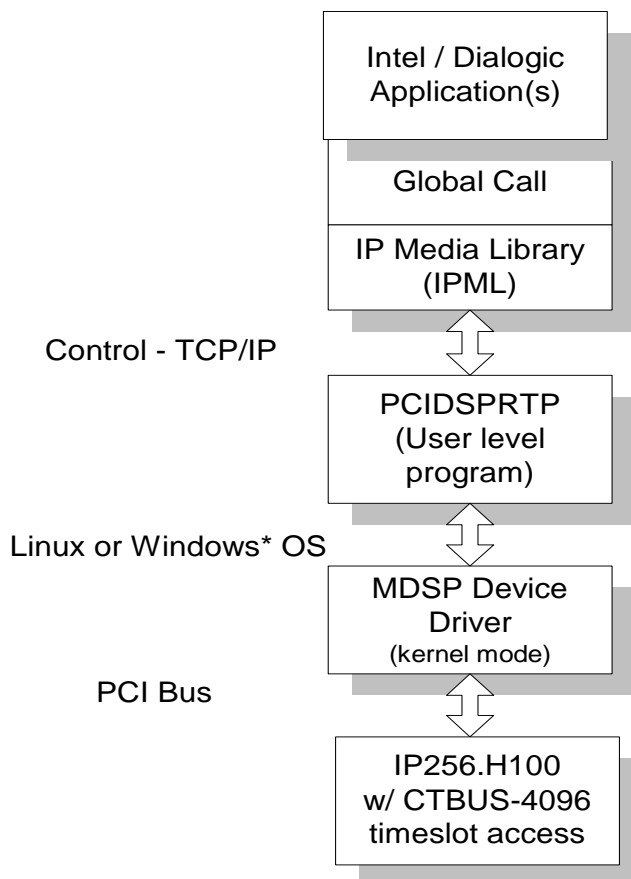 Intel / Dialogic
Application(s)
Global Call
IP Media Library
(IPML)
Control - TCP/IP
PCIDSPRTP
(User level
program)
Linux or Windows* OS
MDSP Device
Driver
(kernel mode)
PCI Bus
IP256.H100
w/ CTBUS-4096
timeslot access